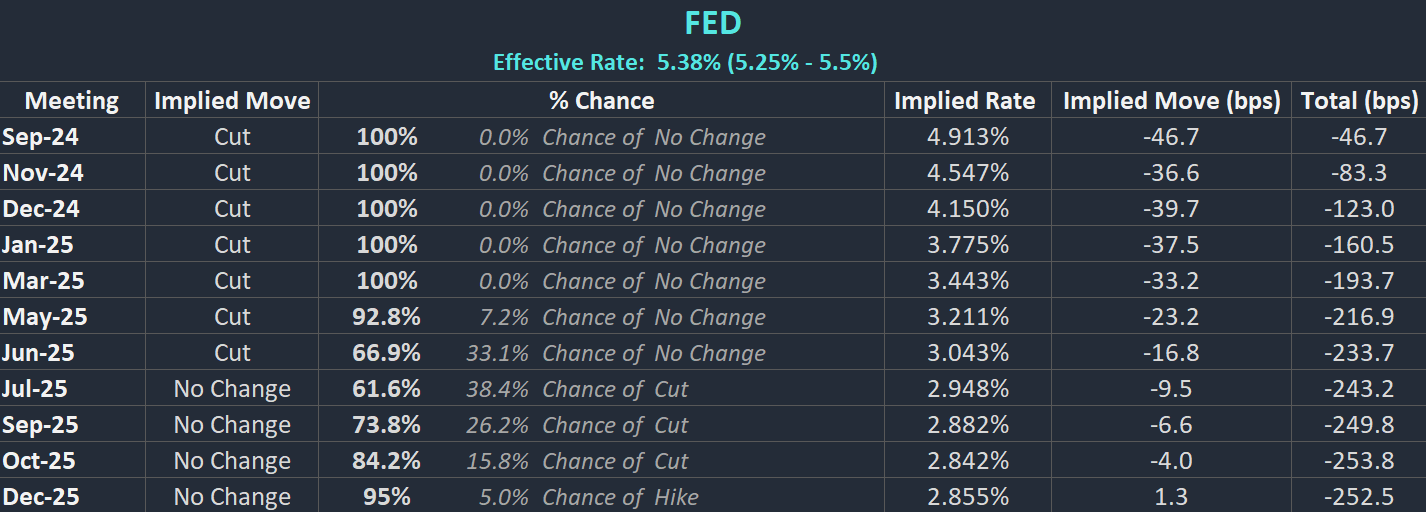 FED
Effective Rate: 5.38% (5.25% - 5.5%)
Meeting Implied Move % Chance Implied Rate Implied Move (bps) Total (bps)
Sep-24 Cut 100% 0.0% Chance of No Change 4.913% -46.7 -46.7
Nov-24 Cut 100% 0.0% Chance of No Change 4.547% -36.6 -83.3
Dec-24 Cut 100% 0.0% Chance of No Change 4.150% -39.7 -123.0
Jan-25 Cut 100% 0.0% Chance of No Change 3.775% -37.5 -160.5
Mar-25 Cut 100% 0.0% Chance of No Change 3.443% -33.2 -193.7
May-25 Cut 92.8% 7.2% Chance of No Change 3.211% -23.2 -216.9
Jun-25 Cut 66.9% 33.1% Chance of No Change 3.043% -16.8 -233.7
Jul-25 No Change 61.6% 38.4% Chance of Cut 2.948% -9.5 -243.2
Sep-25 No Change 73.8% 26.2% Chance of Cut 2.882% -6.6 -249.8
Oct-25 No Change 84.2% 15.8% Chance of Cut 2.842% -4.0 -253.8
Dec-25 No Change 95% 5.0% Chance of Hike 2.855% 1.3 -252.5